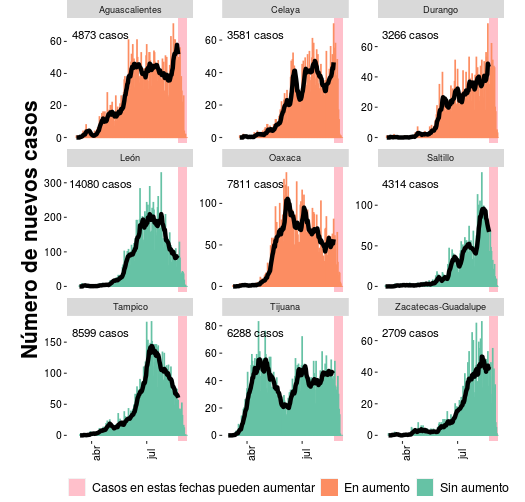 Número de nuevos casos
Aguascalientes
4873 casos
60
40
20
0
Celaya
3581 casos
60
40
20
0
Durango
3266 casos
60
40
20
0
León
14080 casos
300
200
100
0
Oaxaca
7811 casos
100
50
0
Saltillo
4314 casos
100
50
0
Tampico
8599 casos
150
100
50
0
abr
jul
Tijuana
6288 casos
80
60
40
20
0
abr
jul
Zacatecas-Guadalupe
2709 casos
60
40
20
0
abr
jul
Casos en estas fechas pueden aumentar
En aumento
Sin aumento